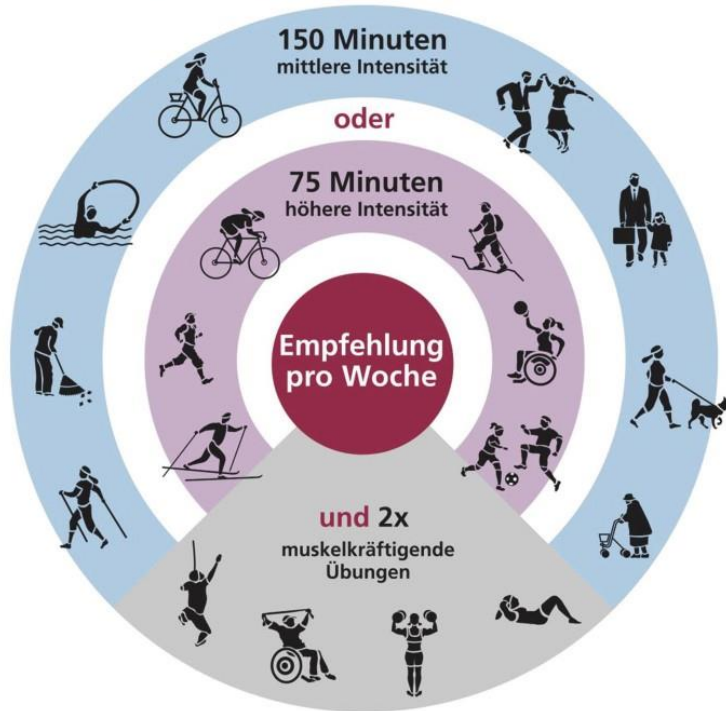 150 Minuten
mittlere Intensität
oder
75 Minuten
höhere Intensität
Empfehlung
pro Woche
und 2x
muskelkräftigende
Übungen